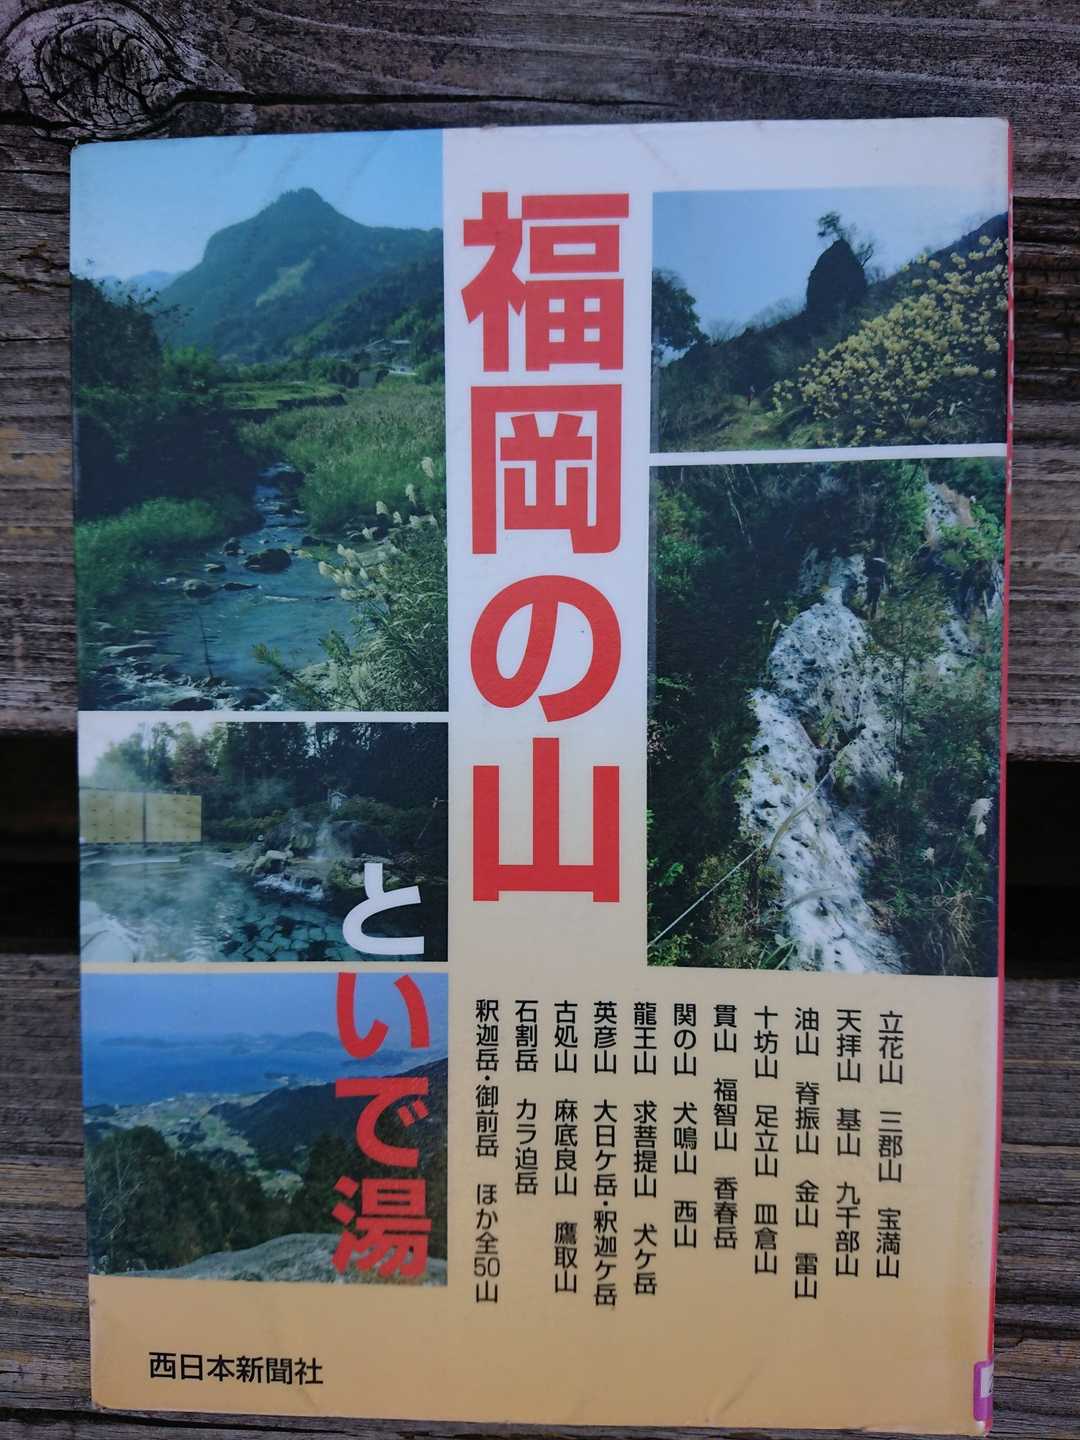 福岡の山
といで湯
立花山　三郡山　宝満山
天拝山　基山　九千部山
油山　脊振山　金山　雷山
十坊山　足立山　皿倉山
貫山　福智山　香春岳
関の山　犬鳴山　西山
龍王山　求菩提山　犬ケ岳
英彦山　大日ケ岳・釈迦ケ岳
古処山　麻底良山　鷹取山
石割岳　カラ迫岳
釈迦岳・御前岳　ほか全50山
西日本新聞社